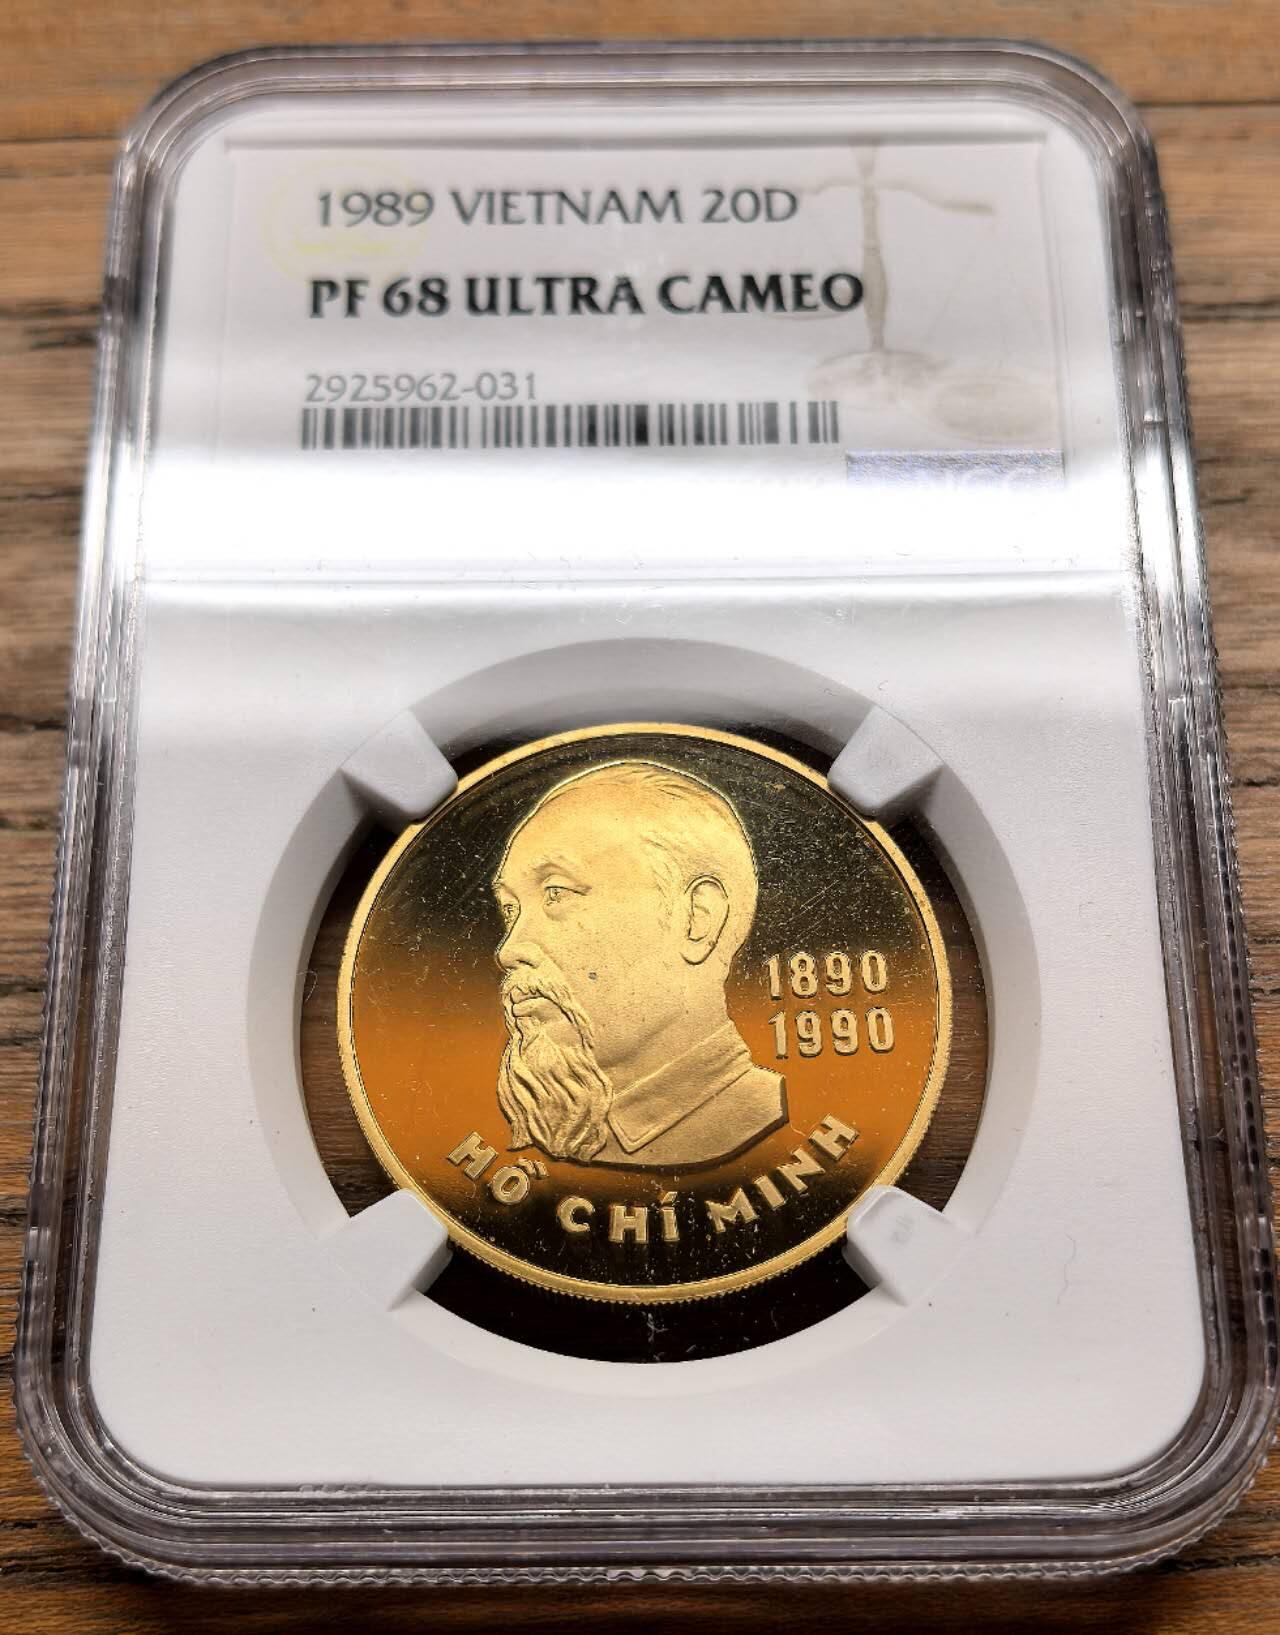 1989 VIETNAM 20D
PF 68 ULTRA CAMEO
2925962-031
1890
1990
HỒ CHÍ MINH